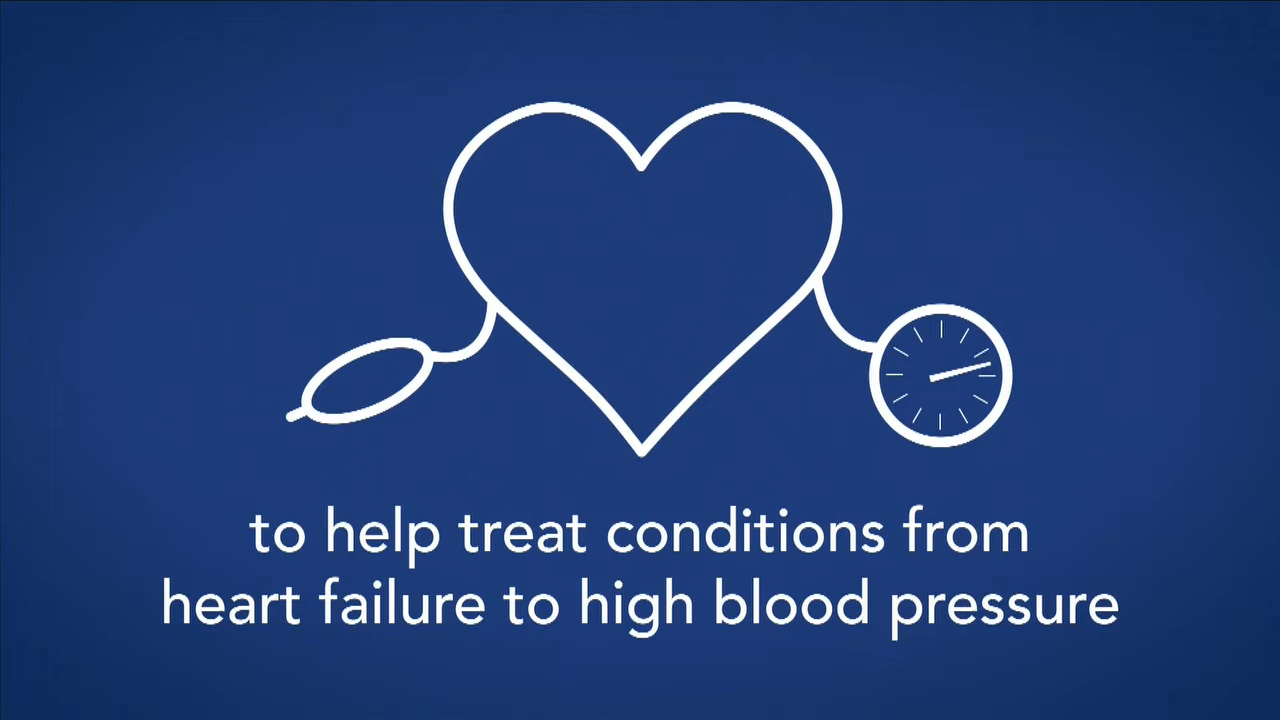 to help treat conditions from
heart failure to high blood pressure